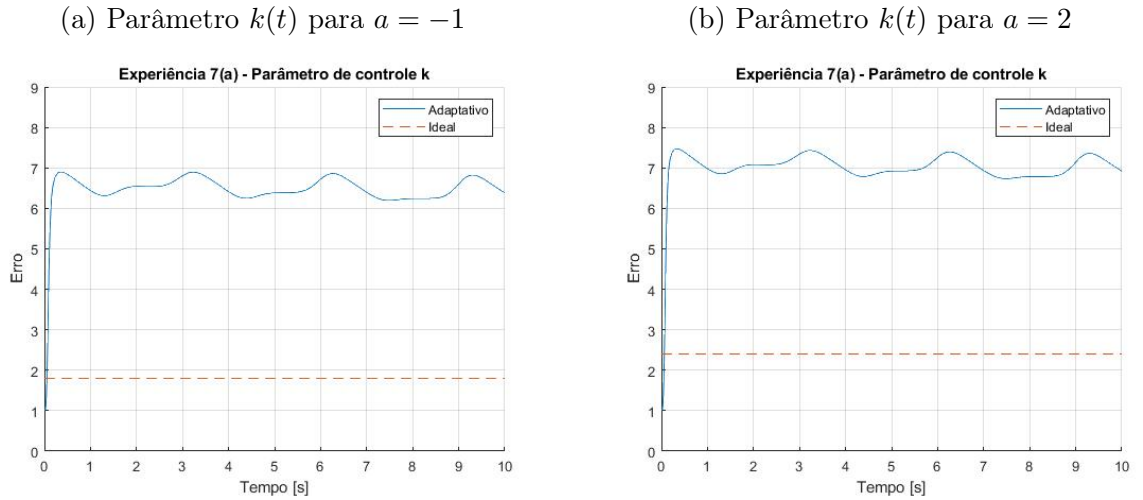 (a) Parâmetro k(t) para a = −1
Experiência 7(a) - Parâmetro de controle k
Adaptativo
Ideal
Erro
9
8
7
6
5
4
3
2
1
0
0 1 2 3 4 5 6 7 8 9 10
Tempo [s]
(b) Parâmetro k(t) para a = 2
Experiência 7(a) - Parâmetro de controle k
Adaptativo
Ideal
Erro
9
8
7
6
5
4
3
2
1
0
0 1 2 3 4 5 6 7 8 9 10
Tempo [s]